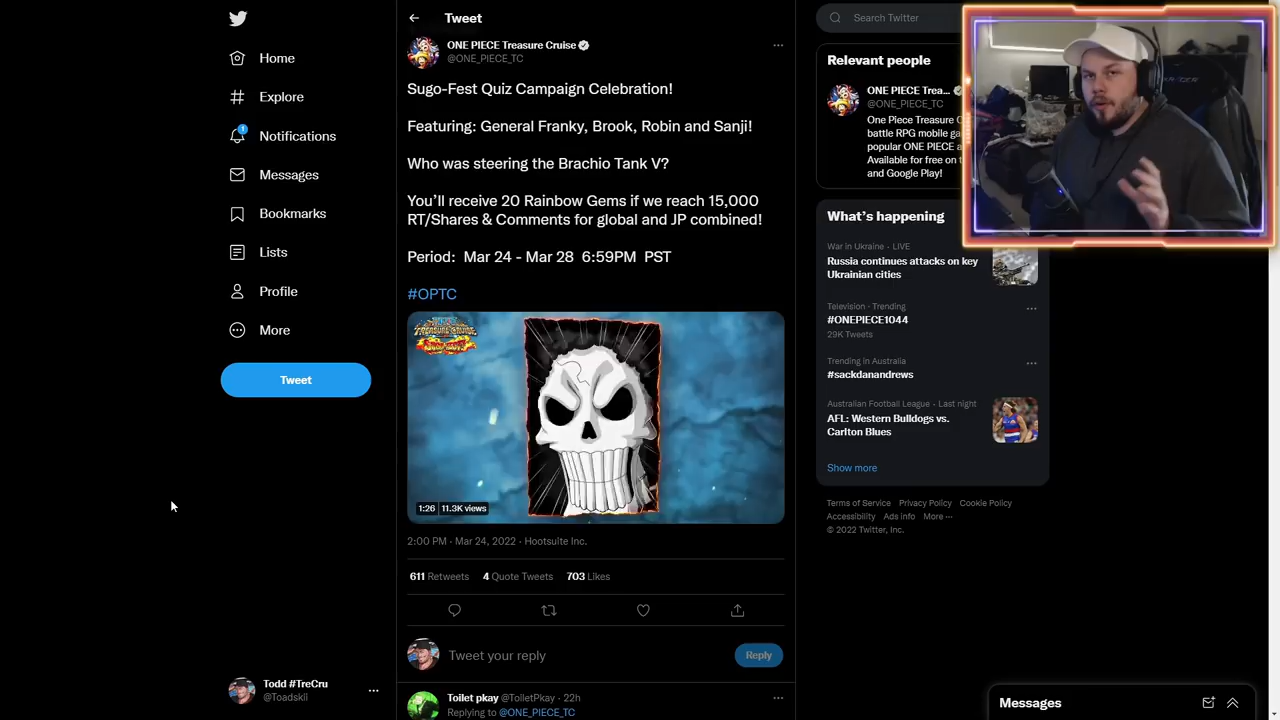 Home
Explore
1
Notifications
Messages
Bookmarks
Lists
Profile
More
Tweet
Todd #TreCru
@Toadskii
Tweet
ONE PIECE Treasure Cruise
@ONE_PIECE_TC
Sugo-Fest Quiz Campaign Celebration!
Featuring: General Franky, Brook, Robin and Sanji!
Who was steering the Brachio Tank V?
You'll receive 20 Rainbow Gems if we reach 15,000
RT/Shares & Comments for global and JP combined!
Period: Mar 24 - Mar 28 6:59PM PST
#OPTC
TREASURE CRUISE
1:26 11.3K views
2:00 PM · Mar 24, 2022 · Hootsuite Inc.
611 Retweets 4 Quote Tweets 703 Likes
Tweet your reply
Reply
Toilet pkay @ToiletPkay · 22h
Replying to @ONE_PIECE_TC
Search Twitter
Relevant people
ONE PIECE Trea...
@ONE_PIECE_TC
One Piece Treasure C
battle RPG mobile ga
popular ONE PIECE a
Available for free on t
and Google Play!
What's happening
War in Ukraine · LIVE
Russia continues attacks on key
Ukrainian cities
Television · Trending
#ONEPIECE1044
29K Tweets
Trending in Australia
#sackdanandrews
Australian Football League · Last night
AFL: Western Bulldogs vs.
Carlton Blues
Show more
Terms of Service Privacy Policy Cookie Policy
Accessibility Ads info More ···
© 2022 Twitter, Inc.
Messages